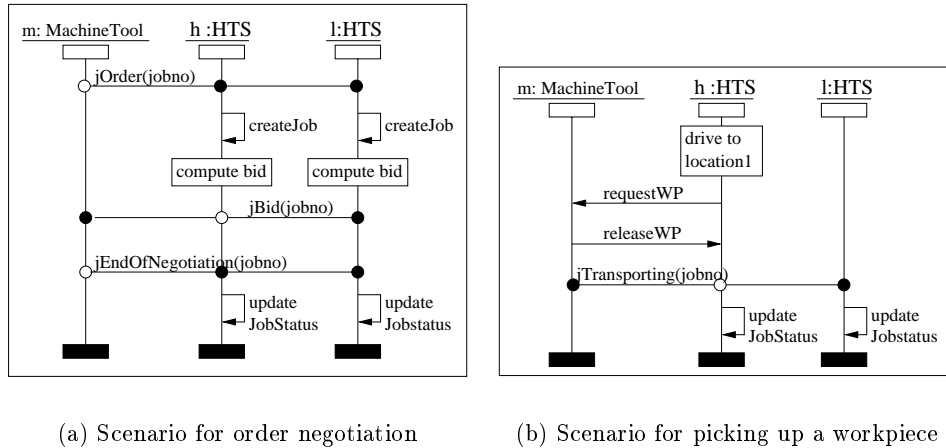 m: MachineTool
h :HTS
l:HTS
jOrder(jobno)
createJob
createJob
compute bid
compute bid
jBid(jobno)
jEndOfNegotiation(jobno)
update
JobStatus
update
Jobstatus
(a) Scenario for order negotiation
m: MachineTool
h :HTS
l:HTS
drive to
location1
requestWP
releaseWP
jTransporting(jobno)
update
JobStatus
update
Jobstatus
(b) Scenario for picking up a workpiece